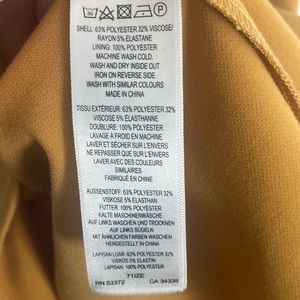 30
SHELL: 63% POLYESTER 32% VISCOSE/
RAYON 5% ELASTANE
LINING: 100% POLYESTER
MACHINE WASH COLD.
WASH AND DRY INSIDE OUT
IRON ON REVERSE SIDE
WASH WITH SIMILAR COLOURS
MADE IN CHINA
TISSU EXTÉRIEUR: 63% POLYESTER 32%
VISCOSE 5% ÉLASTHANNE
DOUBLURE: 100% POLYESTER
LAVAGE À FROID EN MACHINE.
LAVER ET SÉCHER SUR L'ENVERS
NE REPASSER QUE SUR L'ENVERS
LAVER AVEC DES COULEURS
SIMILAIRES
FABRIQUÉ EN CHINE
AUSSENSTOFF: 63% POLYESTER 32%
VISKOSE 5% ELASTHAN
FUTTER: 100% POLYESTER
KALTE MASCHINENWÄSCHE
AUF LINKS WASCHEN UND TROCKNEN
AUF LINKS BÜGELN
MIT ÄHNLICHEN FARBEN WASCHEN
HERGESTELLT IN CHINA
LAPISAN LUAR: 63% POLYESTER 32%
VISKOS 5% ELASTIN
LAPISAN: 100% POLYESTER
71IZE
RN 53372 CA 34338